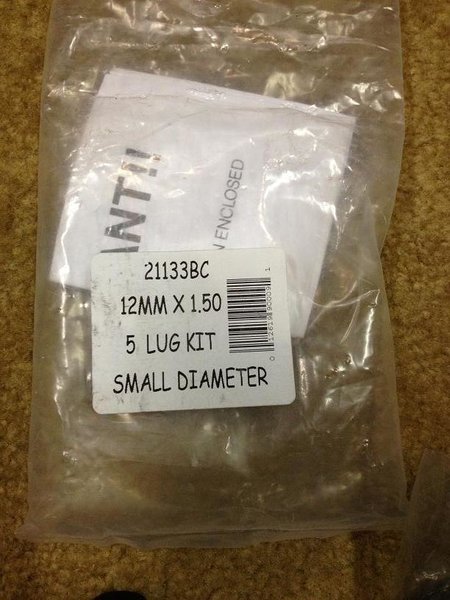 ANT!!
N ENCLOSED
21133BC
12MM X 1.50
5 LUG KIT
SMALL DIAMETER